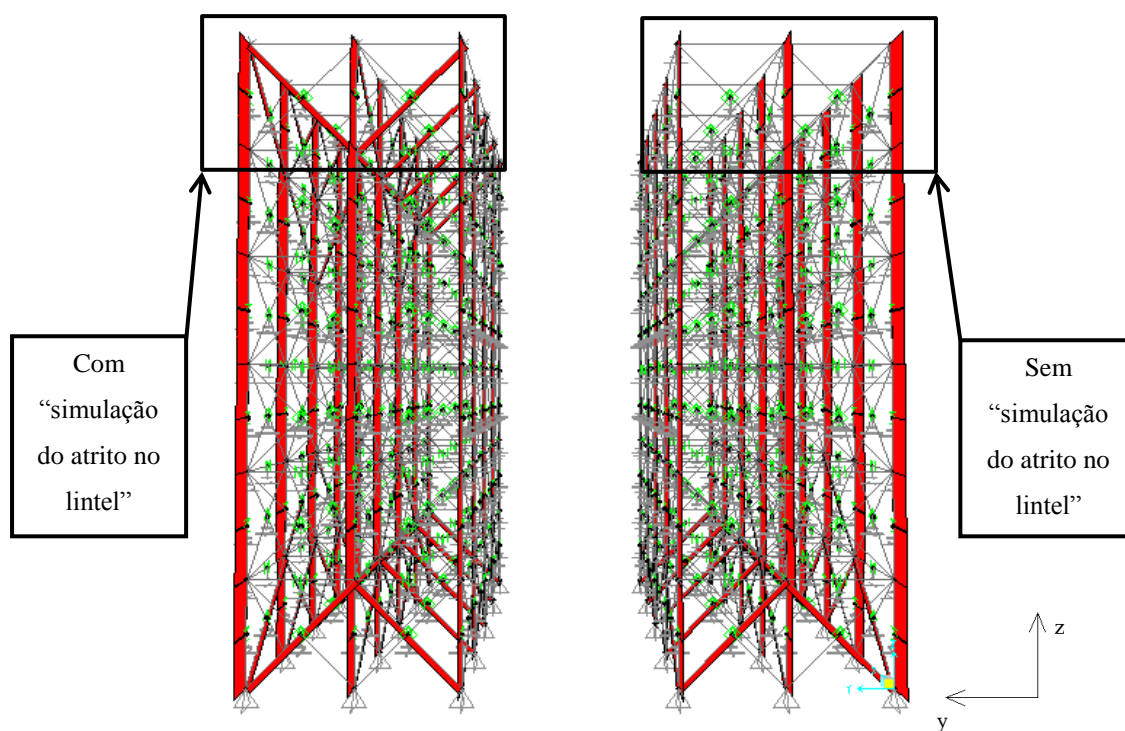 Com
“simulação
do atrito no
lintel”
Sem
“simulação
do atrito no
lintel”
z
y